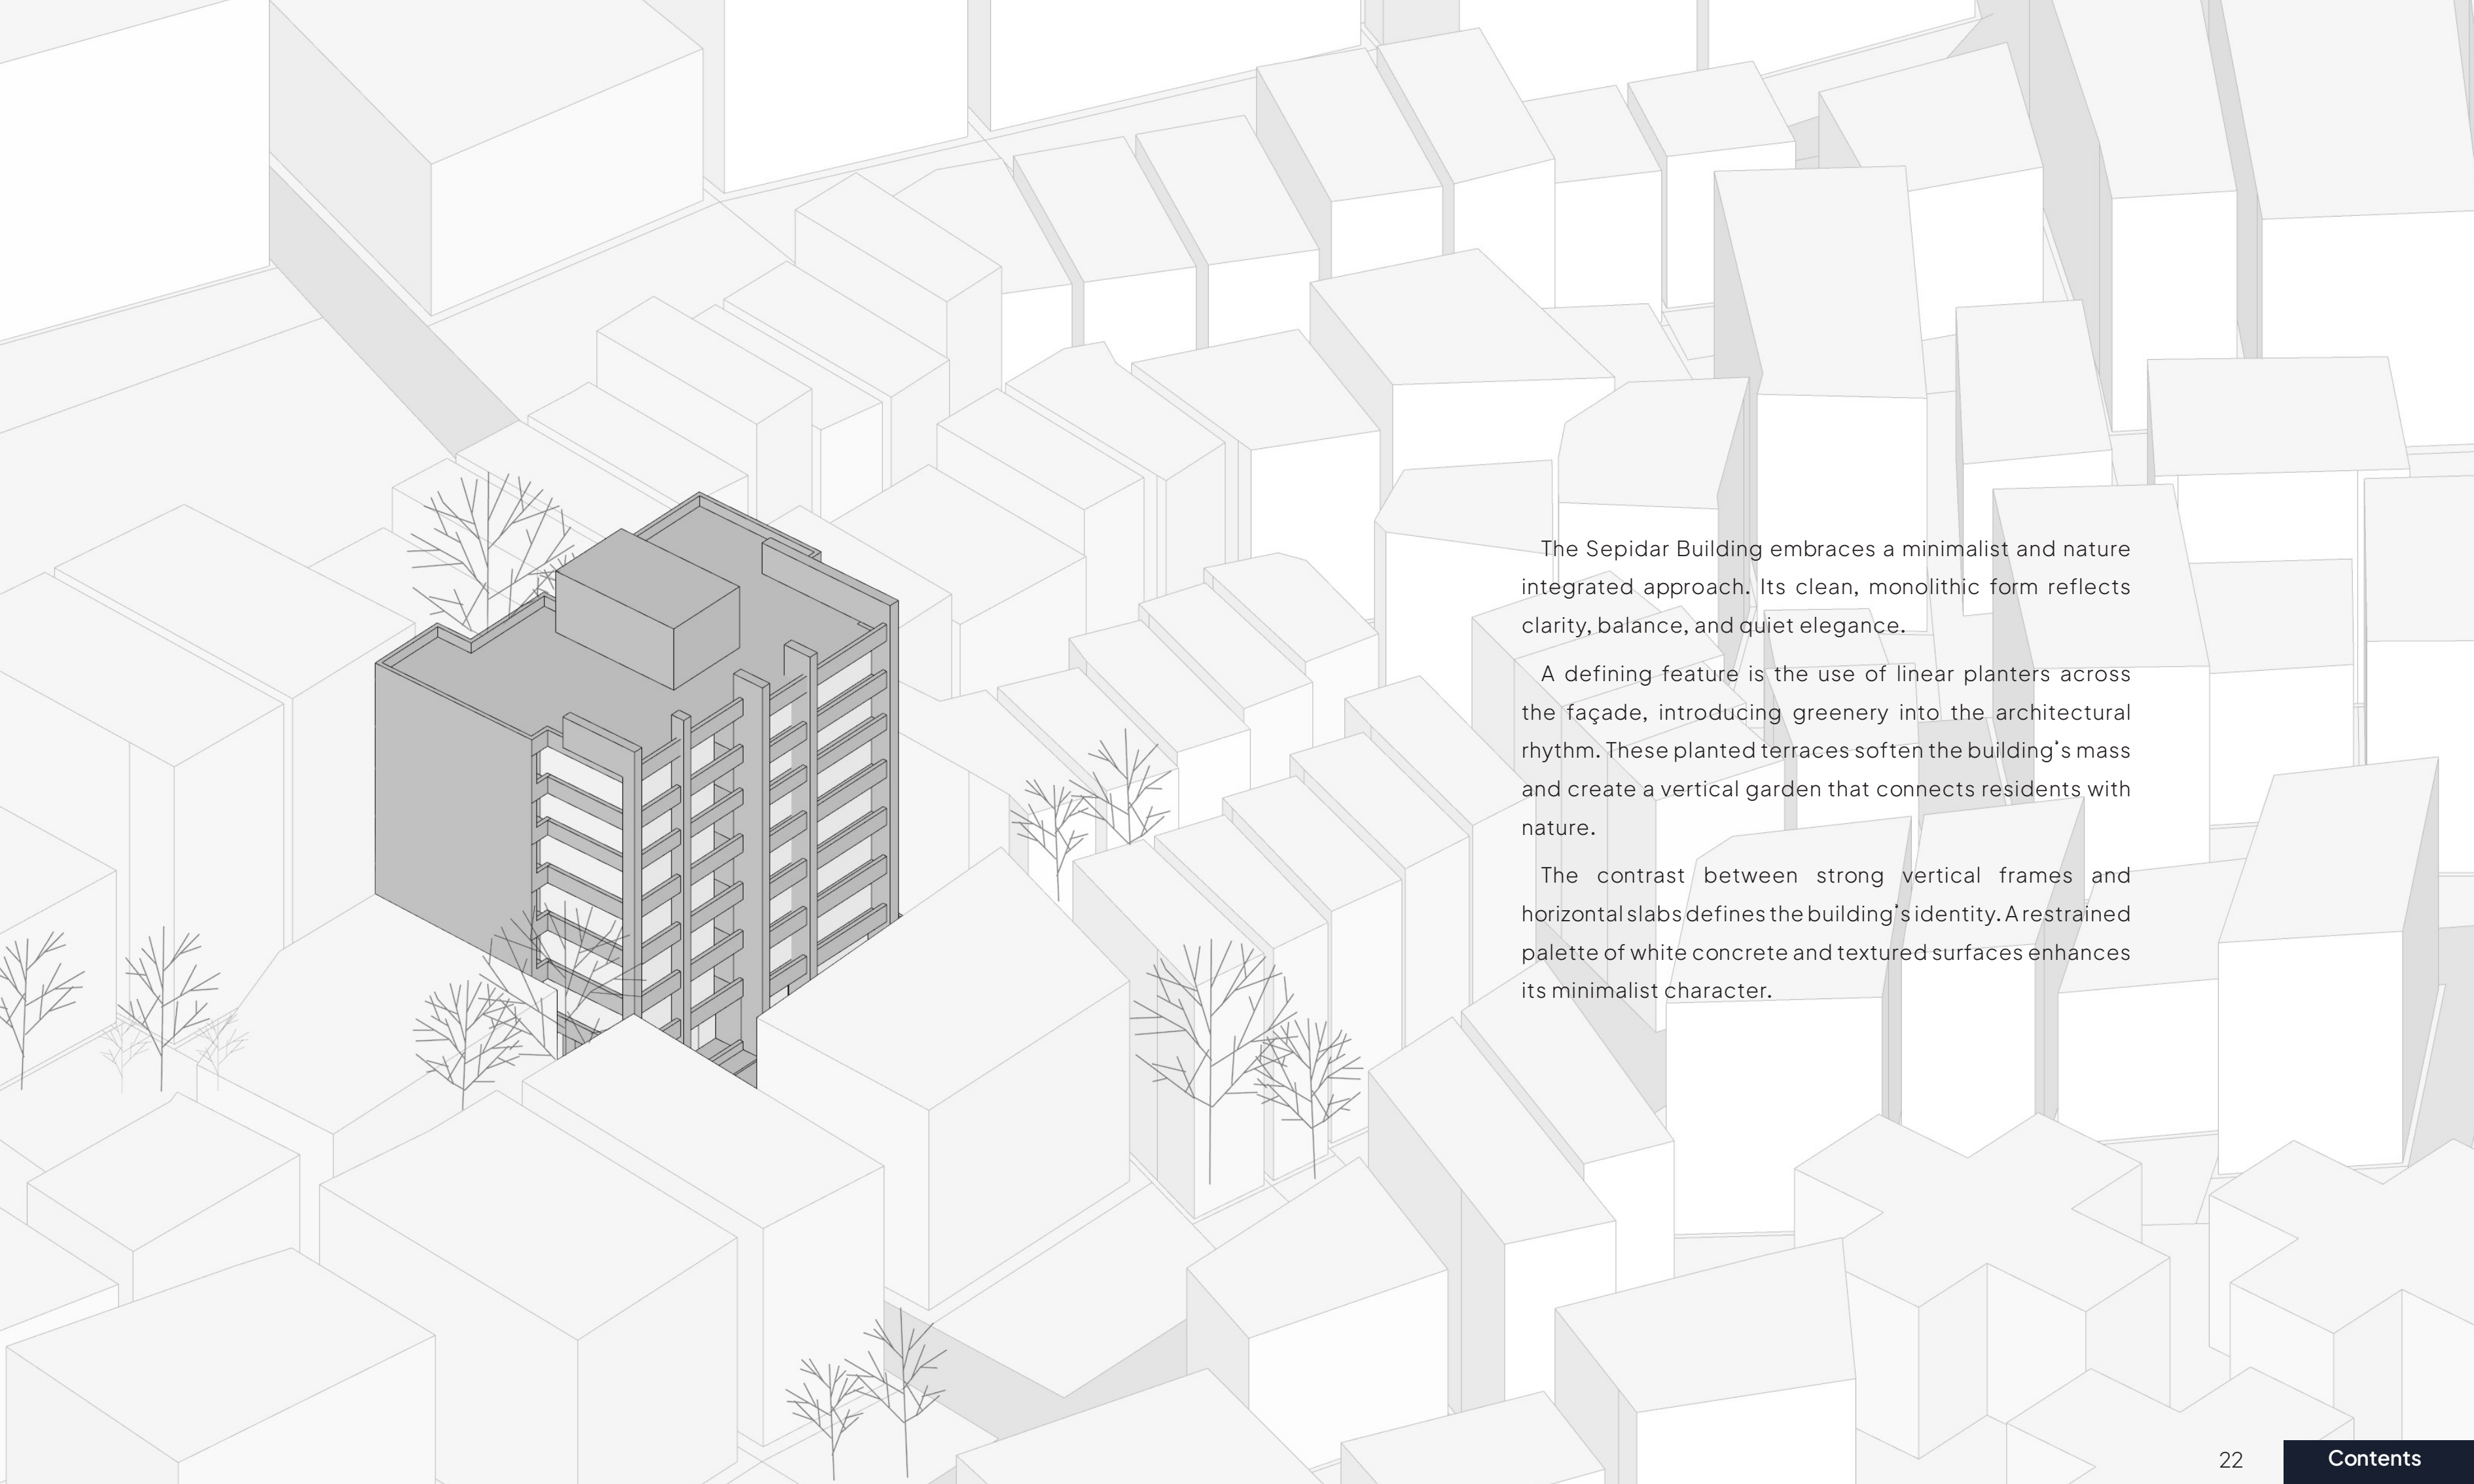 The Sepidar Building embraces a minimalist and nature
integrated approach. Its clean, monolithic form reflects
clarity, balance, and quiet elegance.
A defining feature is the use of linear planters across
the façade, introducing greenery into the architectural
rhythm. These planted terraces soften the building's mass
and create a vertical garden that connects residents with
nature.
The contrast between strong vertical frames and
horizontal slabs defines the building's identity. A restrained
palette of white concrete and textured surfaces enhances
its minimalist character.
22
Contents